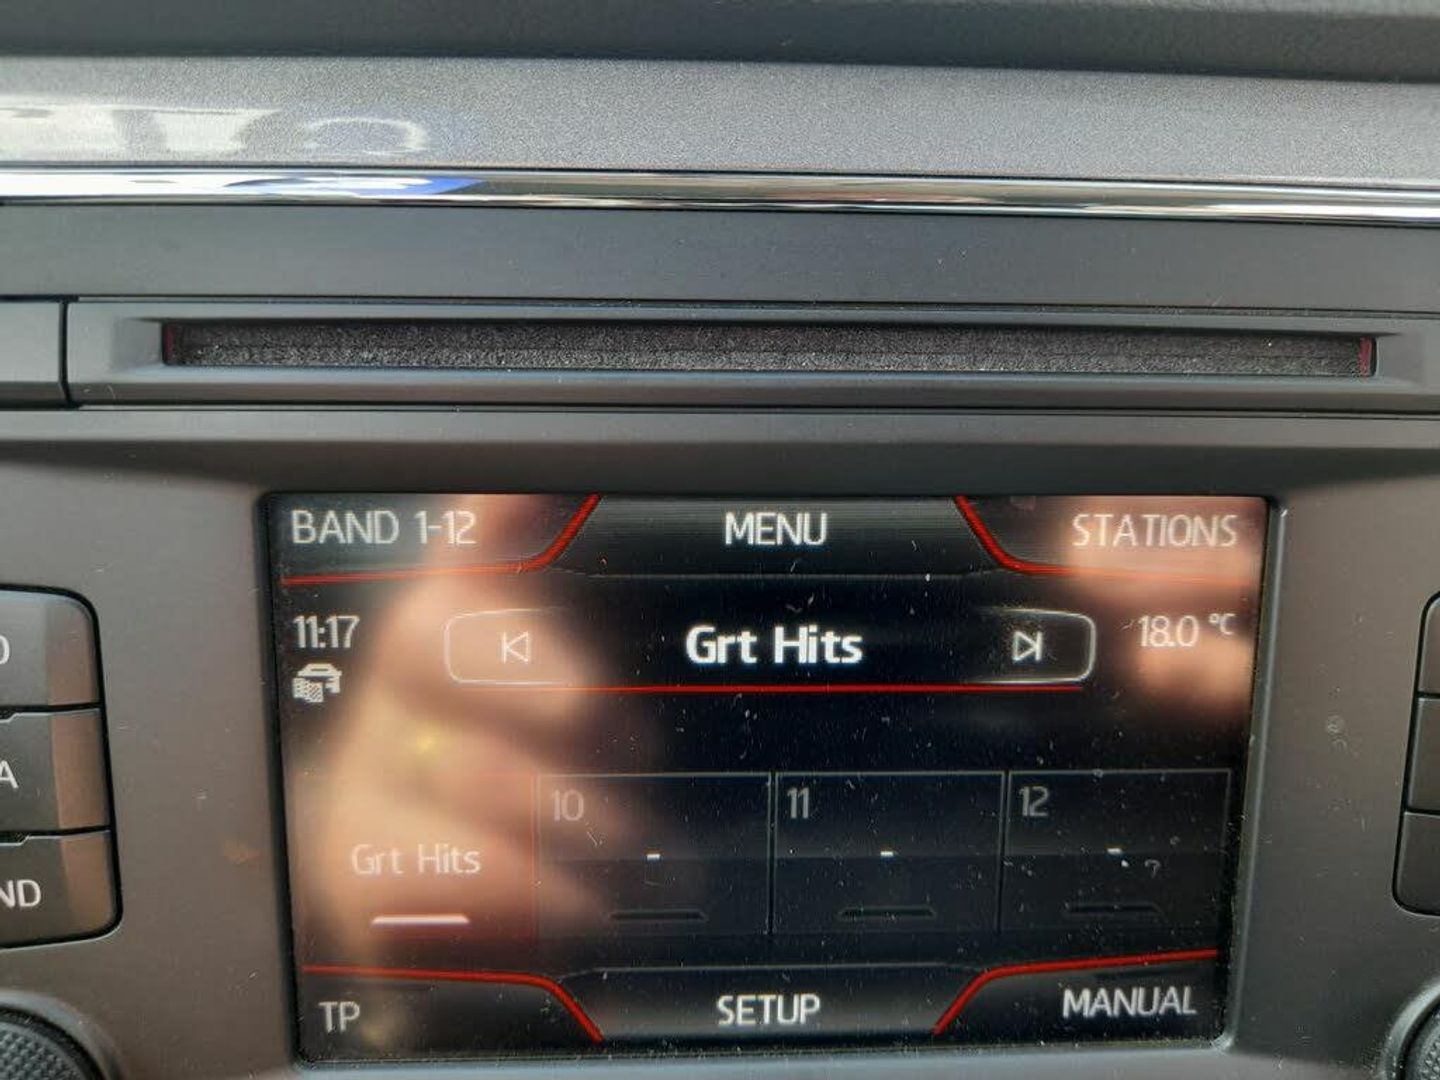 BAND 1-12
MENU
STATIONS
11:17
Grt Hits
18.0 °C
10
11
12
Grt Hits
TP
SETUP
MANUAL